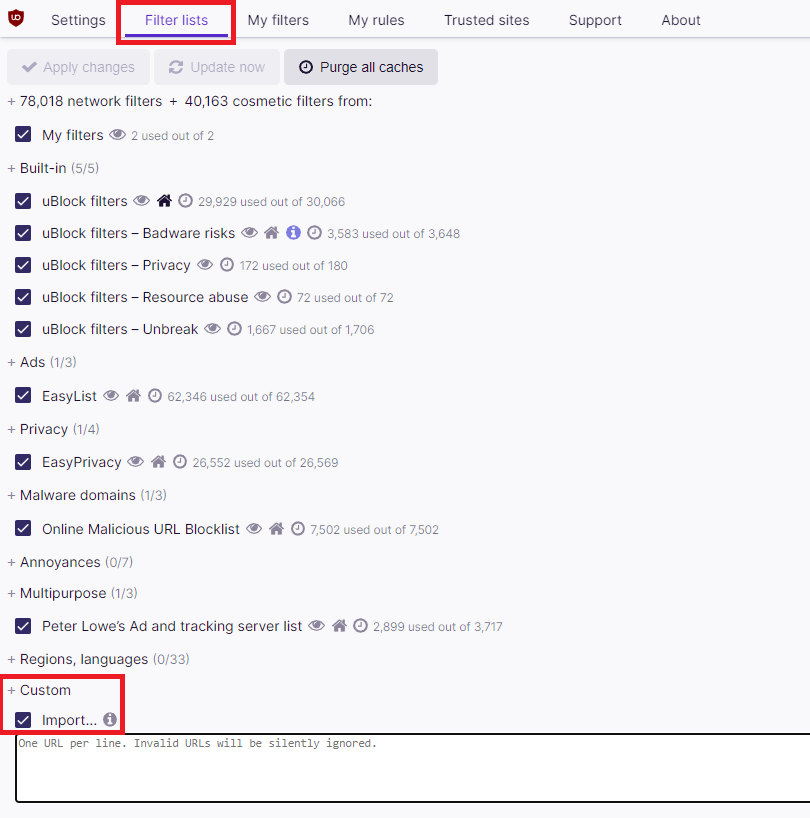 Settings Filter lists My filters My rules Trusted sites Support About
Apply changes Update now Purge all caches
+ 78,018 network filters + 40,163 cosmetic filters from:
My filters 2 used out of 2
+ Built-in (5/5)
uBlock filters 29,929 used out of 30,066
uBlock filters – Badware risks 3,583 used out of 3,648
uBlock filters – Privacy 172 used out of 180
uBlock filters – Resource abuse 72 used out of 72
uBlock filters – Unbreak 1,667 used out of 1,706
+ Ads (1/3)
EasyList 62,346 used out of 62,354
+ Privacy (1/4)
EasyPrivacy 26,552 used out of 26,569
+ Malware domains (1/3)
Online Malicious URL Blocklist 7,502 used out of 7,502
+ Annoyances (0/7)
+ Multipurpose (1/3)
Peter Lowe’s Ad and tracking server list 2,899 used out of 3,717
+ Regions, languages (0/33)
+ Custom
Import...
One URL per line. Invalid URLs will be silently ignored.